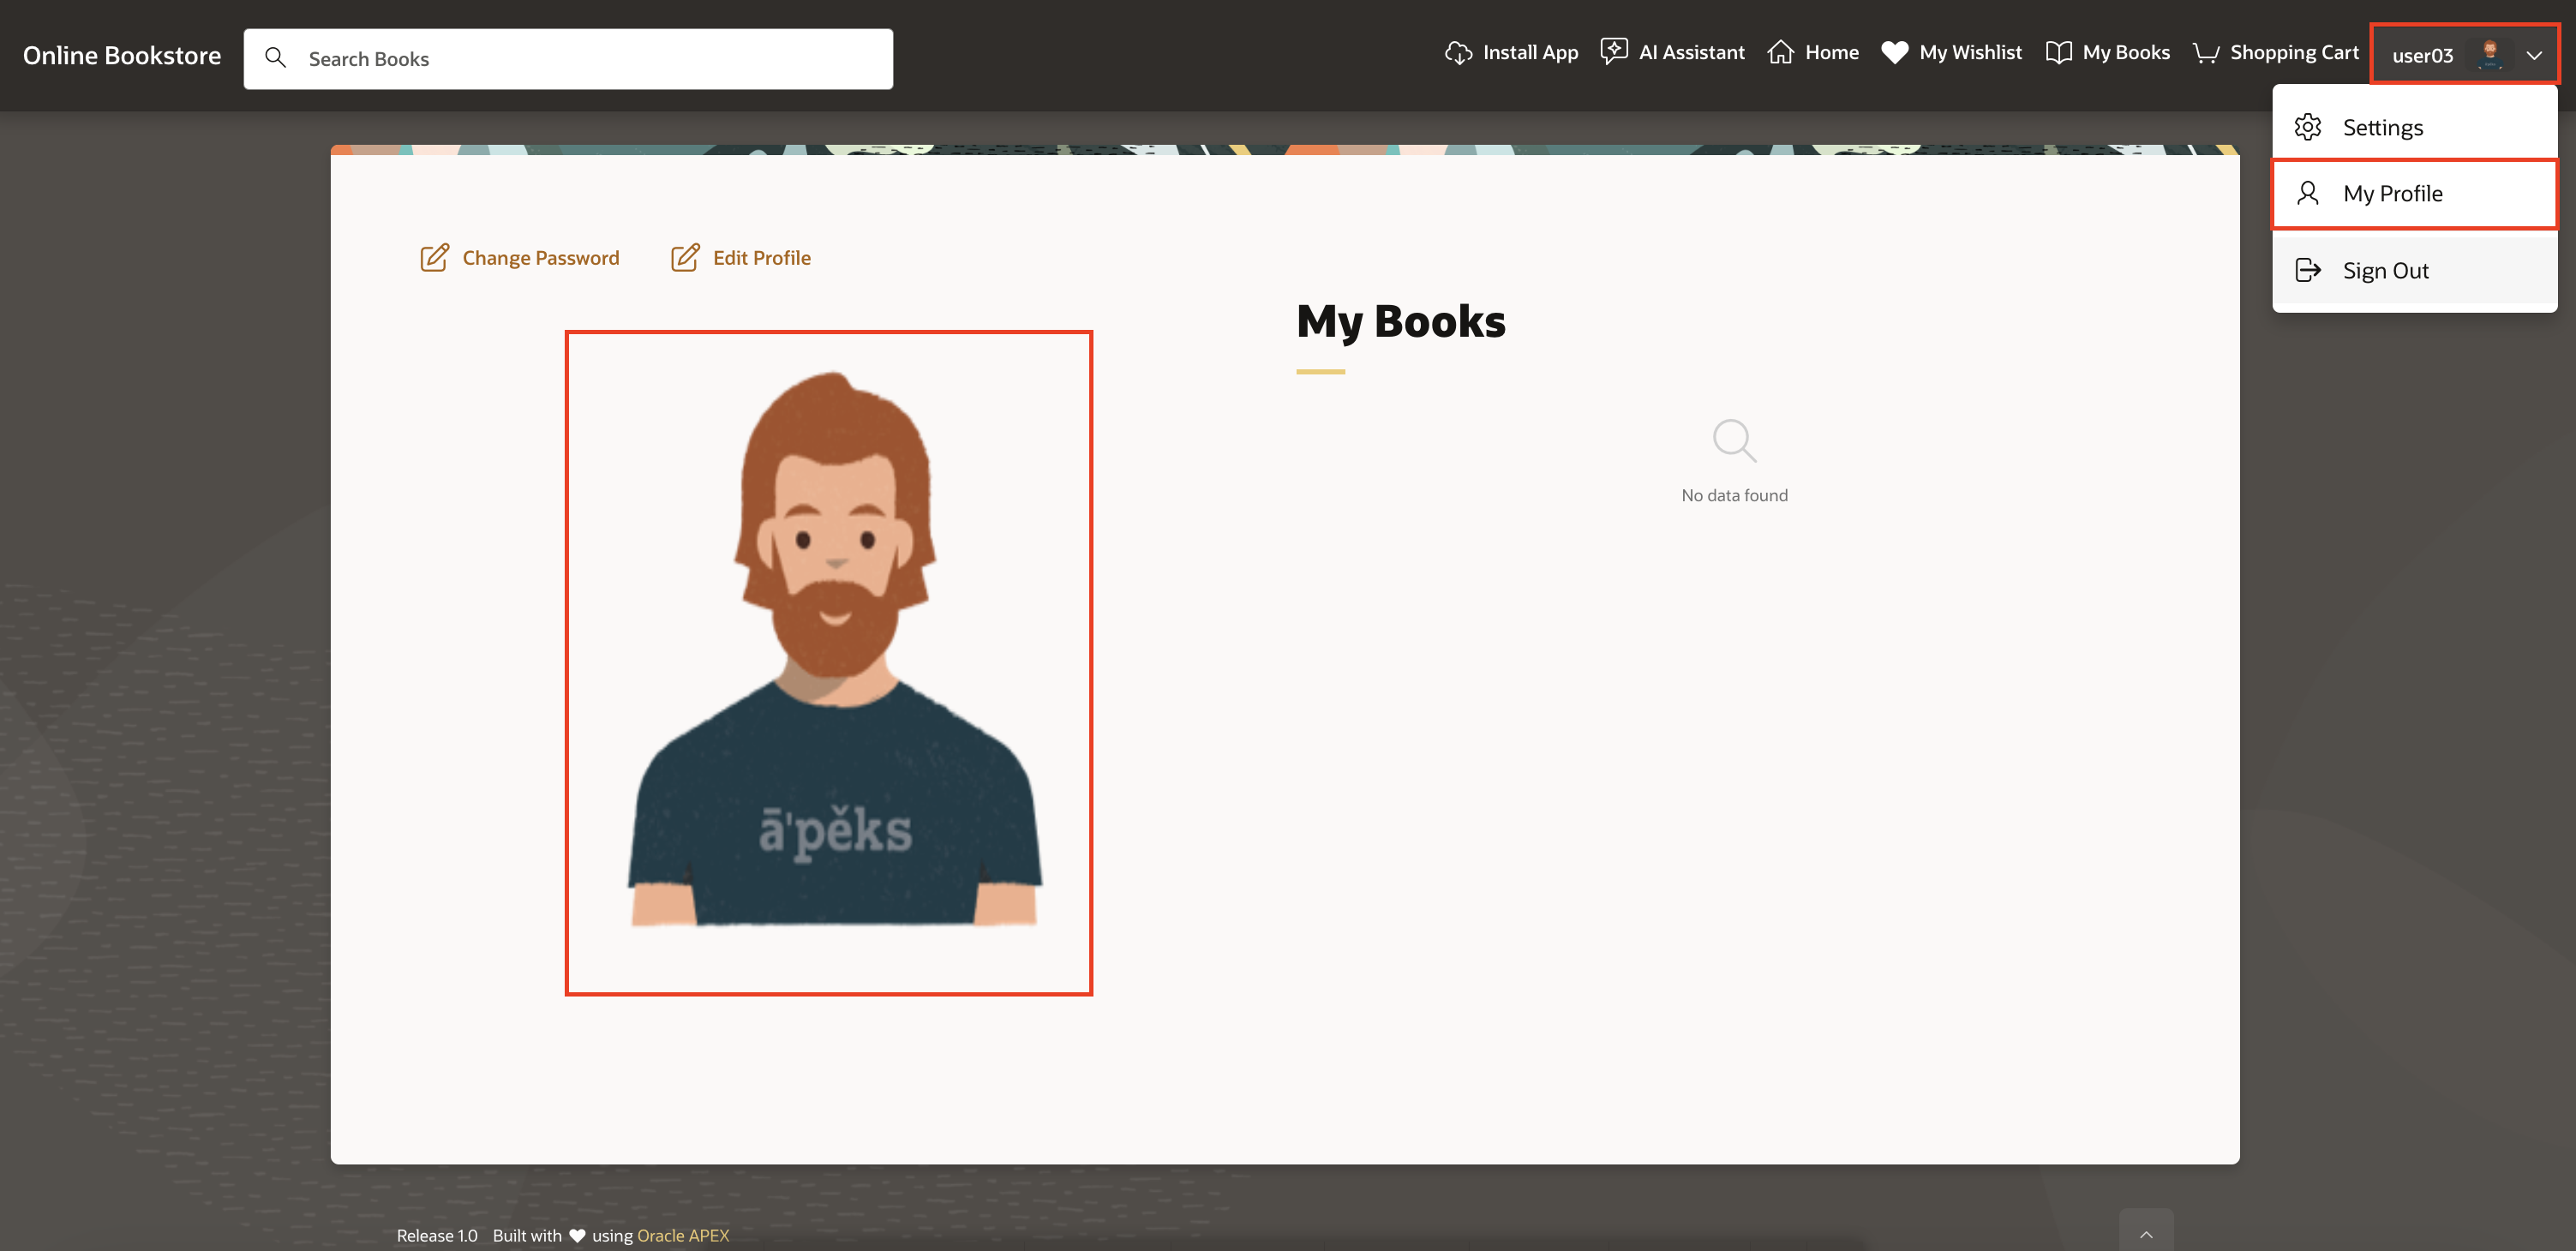 Online Bookstore
Search Books
Install App
AI Assistant
Home
My Wishlist
My Books
Shopping Cart
user03
Settings
My Profile
Sign Out
Change Password
Edit Profile
My Books
No data found
ā'pěks
Release 1.0 Built with ♥ using Oracle APEX